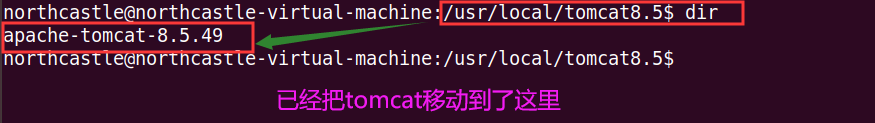 northcastle@northcastle-virtual-machine:/usr/local/tomcat8.5$ dir
apache-tomcat-8.5.49
northcastle@northcastle-virtual-machine:/usr/local/tomcat8.5$
已经把tomcat移动到了这里